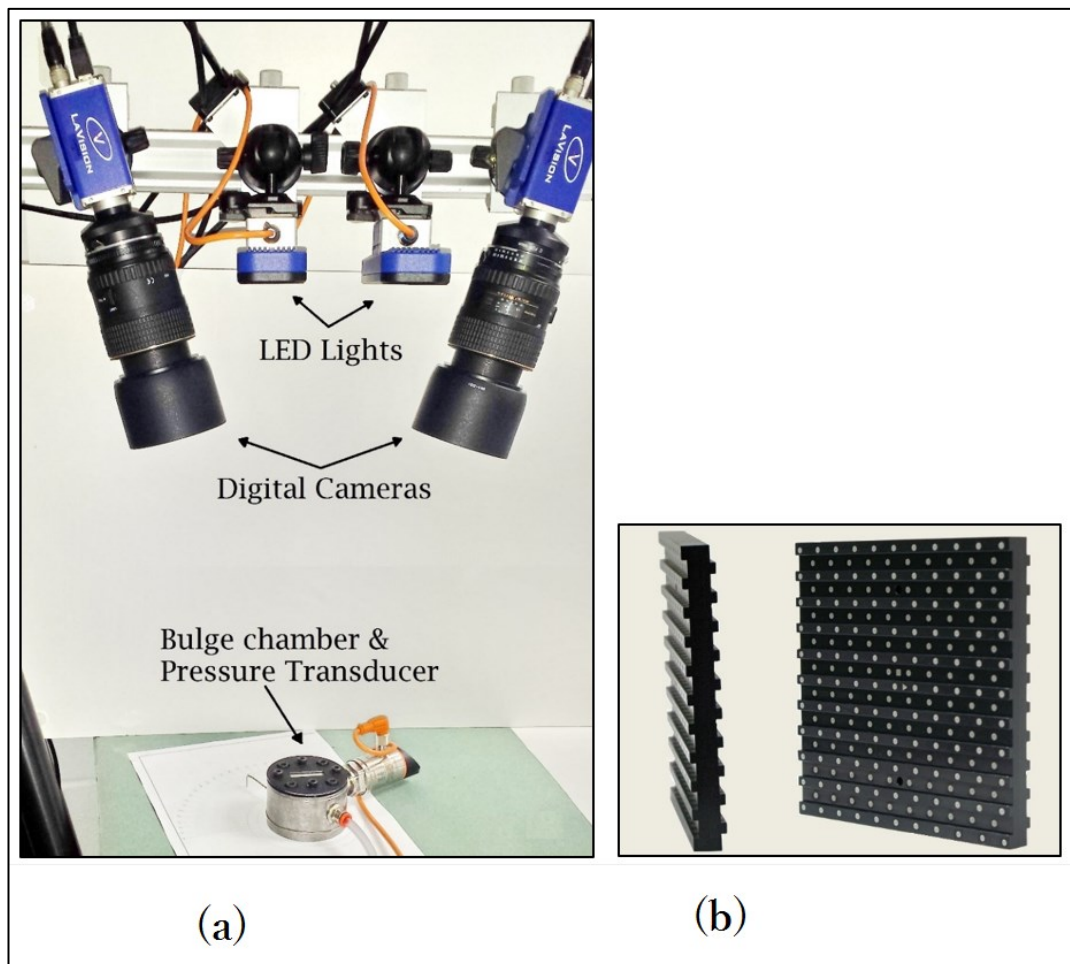 LAVISION
LAVISION
LED Lights
Digital Cameras
Bulge chamber &
Pressure Transducer
(a)
(b)